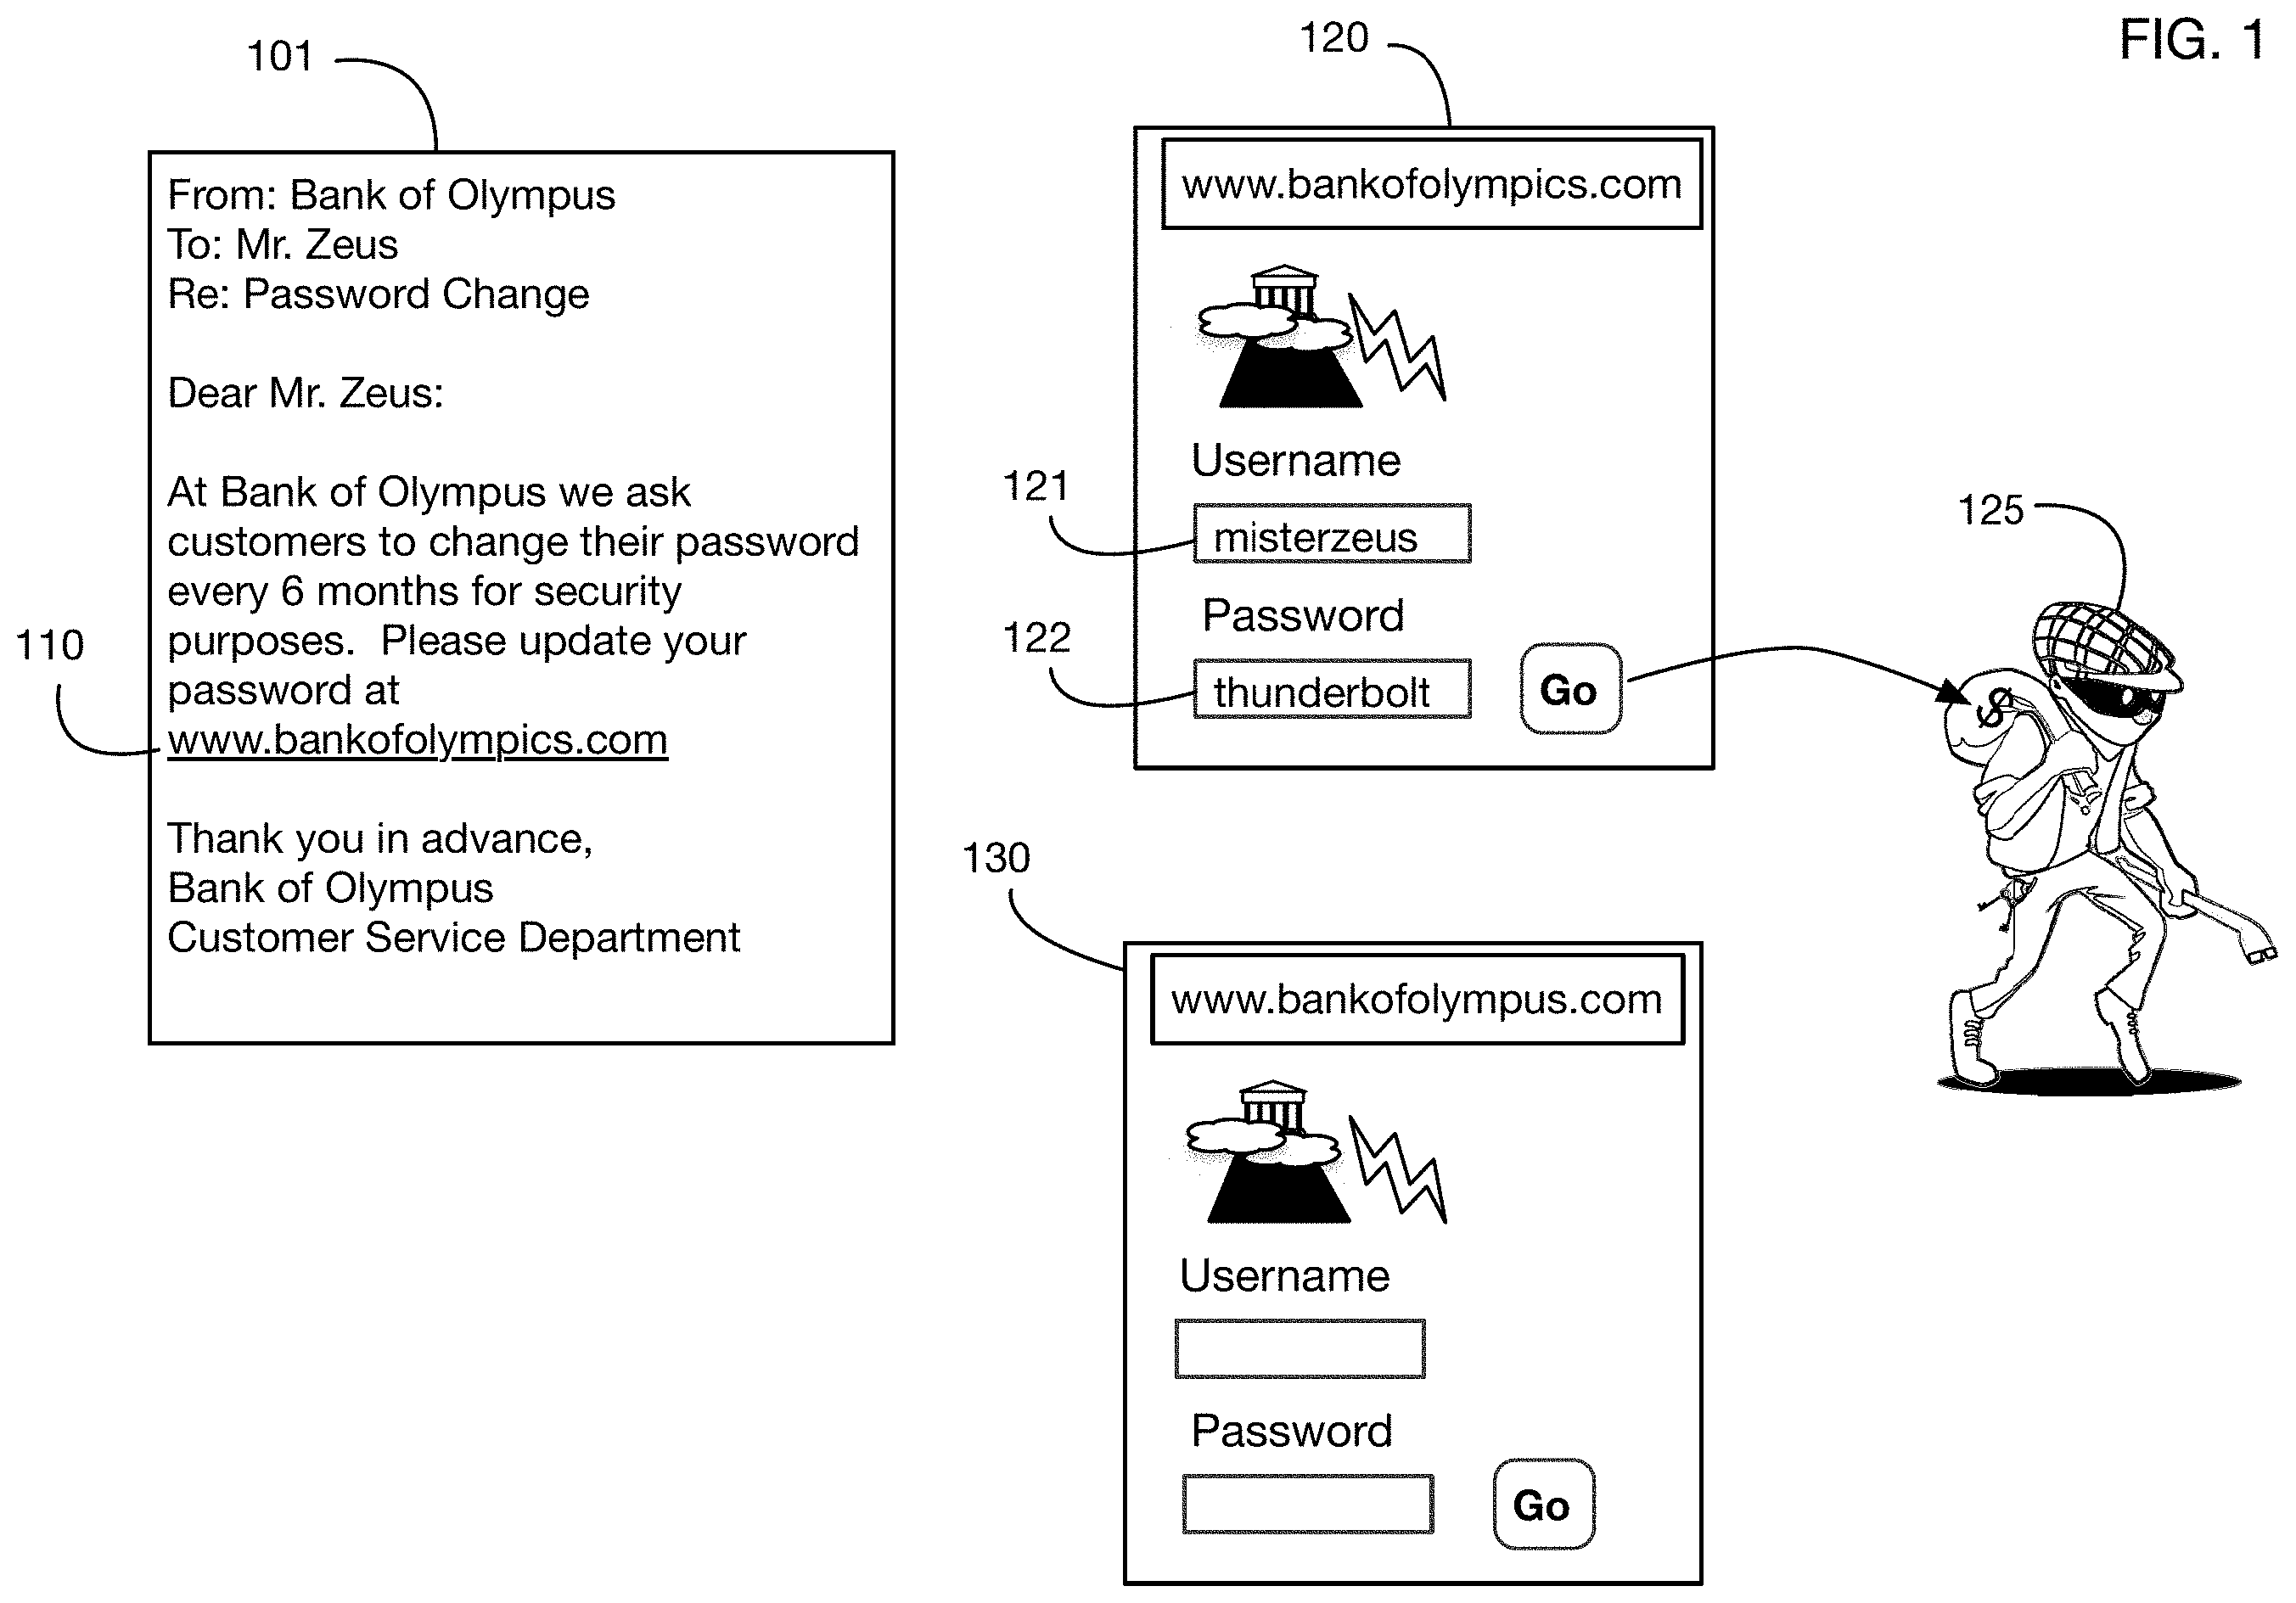 FIG. 1
101
From: Bank of Olympus
To: Mr. Zeus
Re: Password Change
Dear Mr. Zeus:
At Bank of Olympus we ask
customers to change their password
every 6 months for security
purposes.  Please update your
password at
www.bankofolympics.com
Thank you in advance,
Bank of Olympus
Customer Service Department
110
120
www.bankofolympics.com
Username
121
misterzeus
Password
122
thunderbolt
Go
125
$
130
www.bankofolympus.com
Username
Password
Go